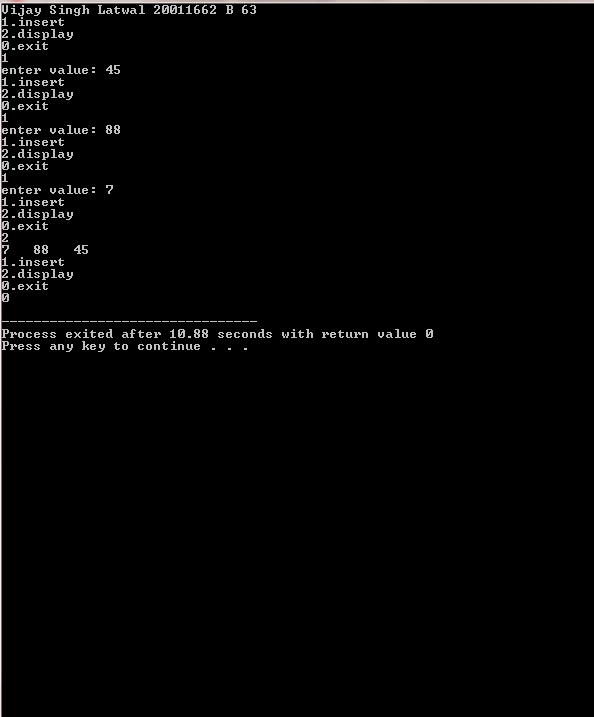 Vijay Singh Latwal 20011662 B 63
1.insert
2.display
0.exit
1
enter value: 45
1.insert
2.display
0.exit
1
enter value: 88
1.insert
2.display
0.exit
1
enter value: 7
1.insert
2.display
0.exit
2
7   88   45
1.insert
2.display
0.exit
0
--------------------------------
Process exited after 10.88 seconds with return value 0
Press any key to continue . . .